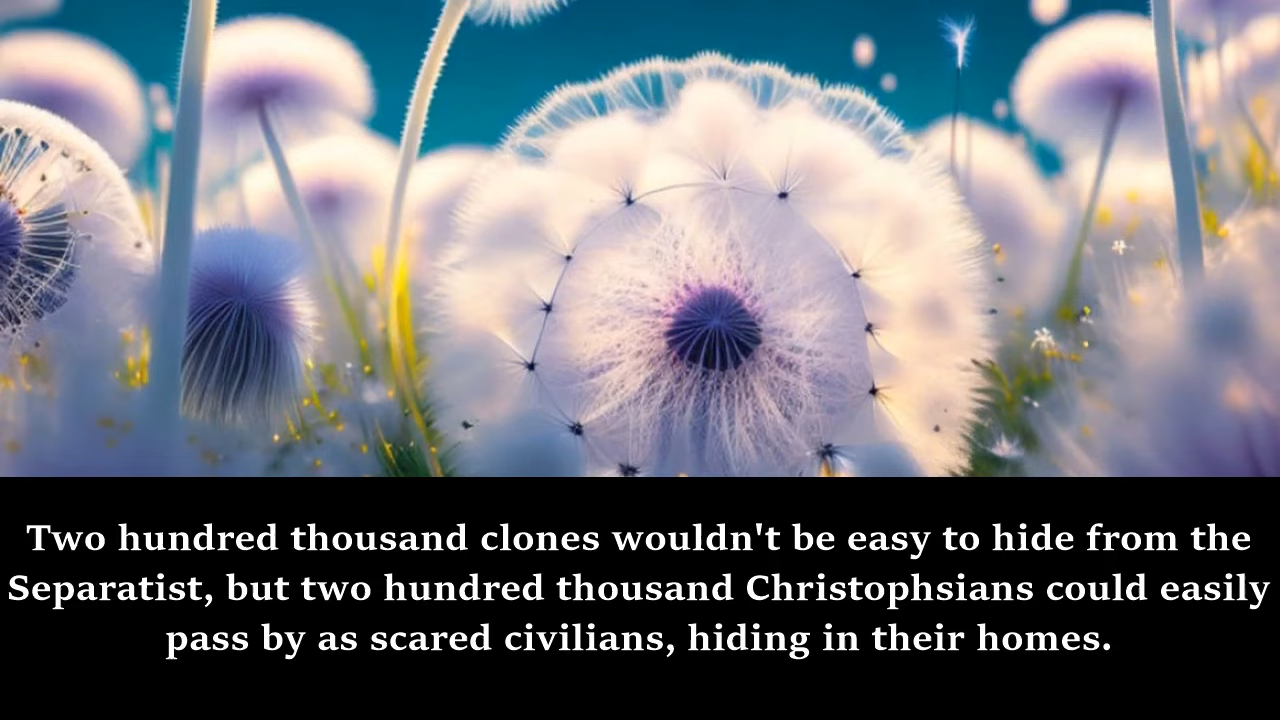 Two hundred thousand clones wouldn't be easy to hide from the
Separatist, but two hundred thousand Christophsians could easily
pass by as scared civilians, hiding in their homes.